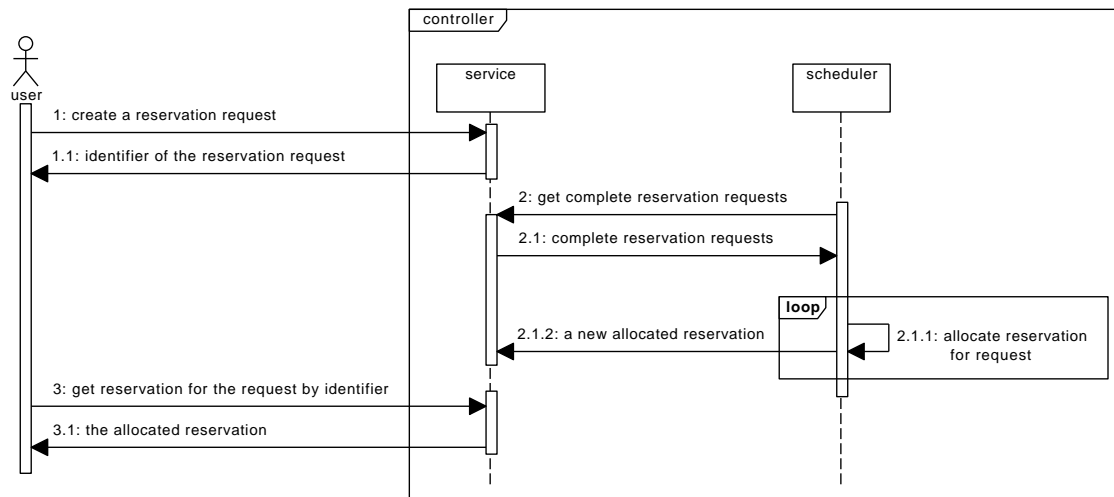 controller
user
service
scheduler
1: create a reservation request
1.1: identifier of the reservation request
2: get complete reservation requests
2.1: complete reservation requests
loop
2.1.1: allocate reservation
for request
2.1.2: a new allocated reservation
3: get reservation for the request by identifier
3.1: the allocated reservation